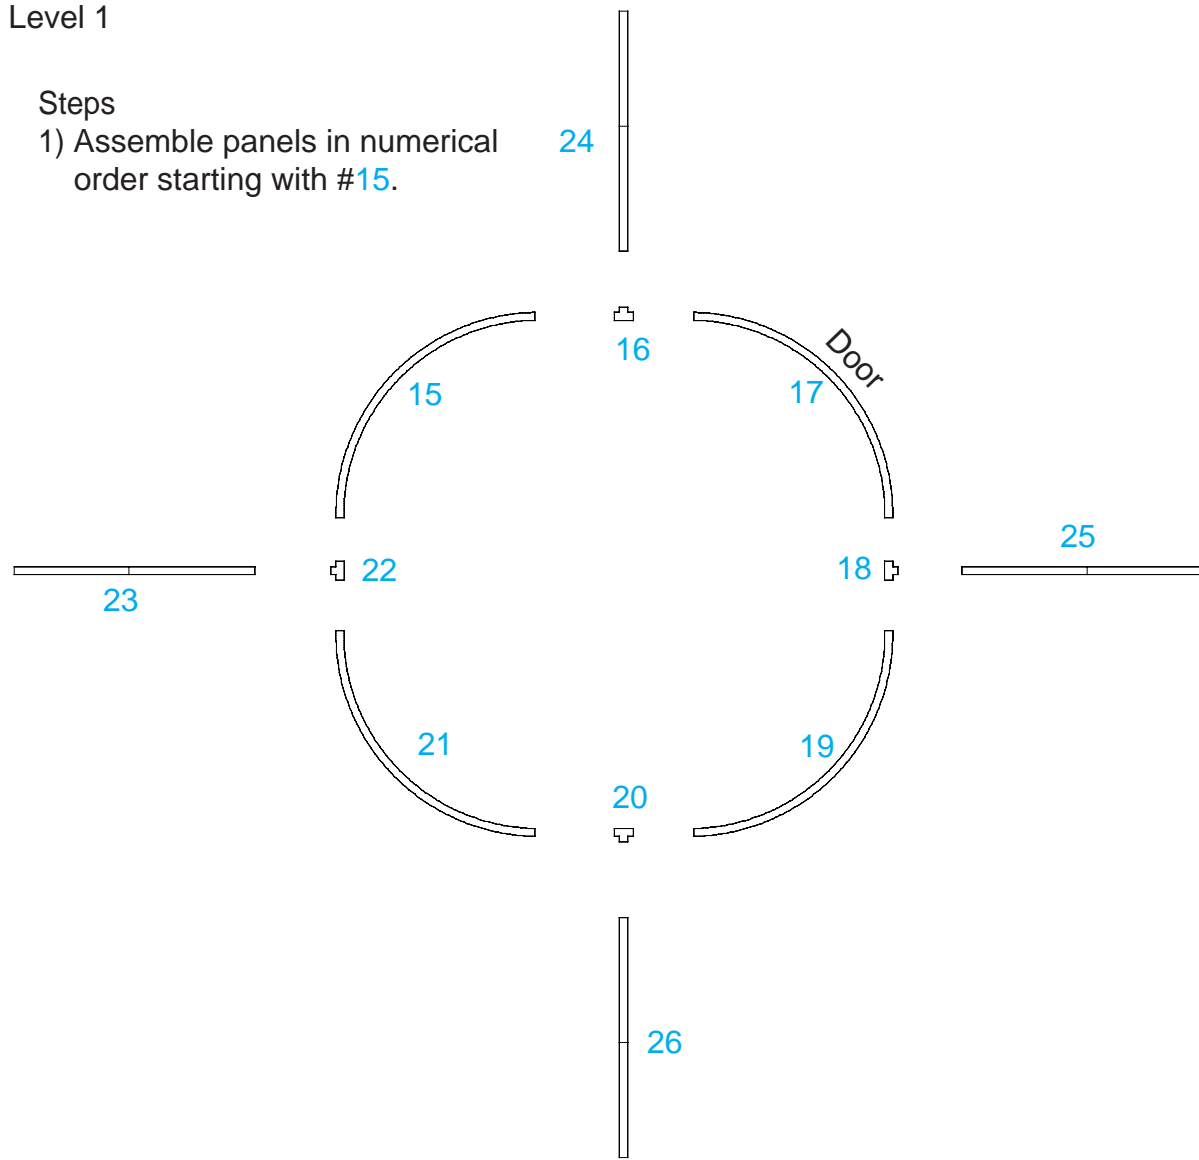 Level 1
Steps
1) Assemble panels in numerical
order starting with #15.
24
16
Door
15
17
25
22
18
23
21
19
20
26